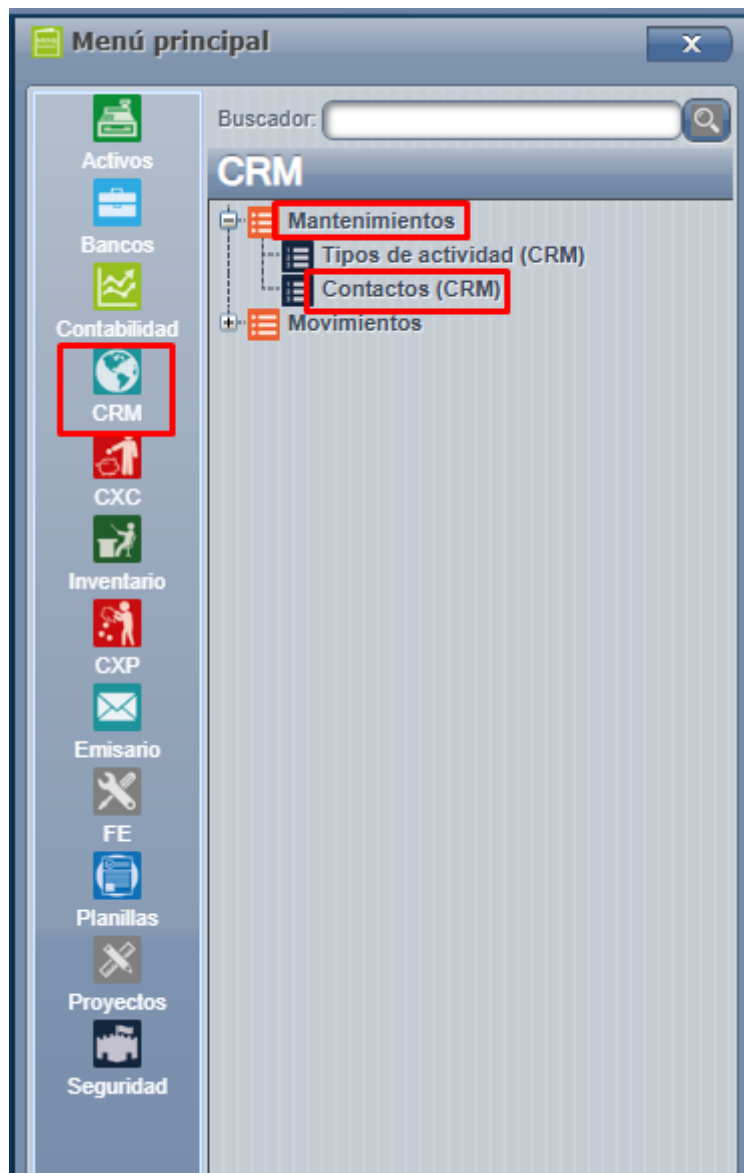 Menú principal
x
Buscador:
CRM
Mantenimientos
Tipos de actividad (CRM)
Contactos (CRM)
Movimientos
Activos
Bancos
Contabilidad
CRM
CXC
Inventario
CXP
Emisario
FE
Planillas
Proyectos
Seguridad